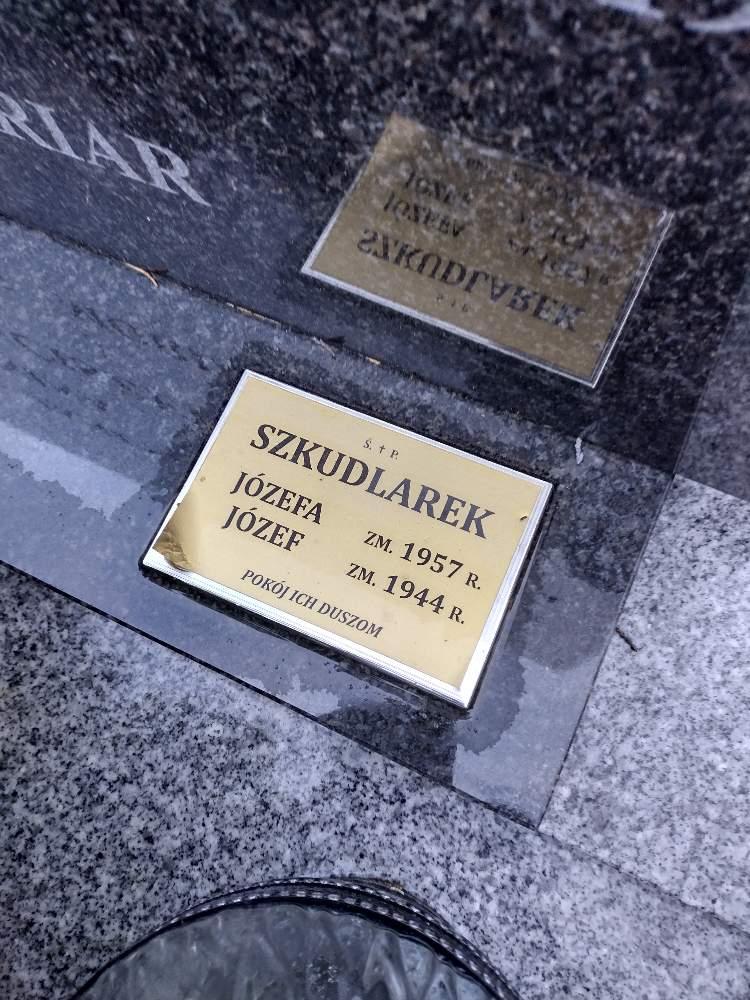 RIAR
Ś. † P.
SZKUDLAREK
JÓZEFA ZM. 1957 R.
JÓZEF ZM. 1944 R.
POKÓJ ICH DUSZOM